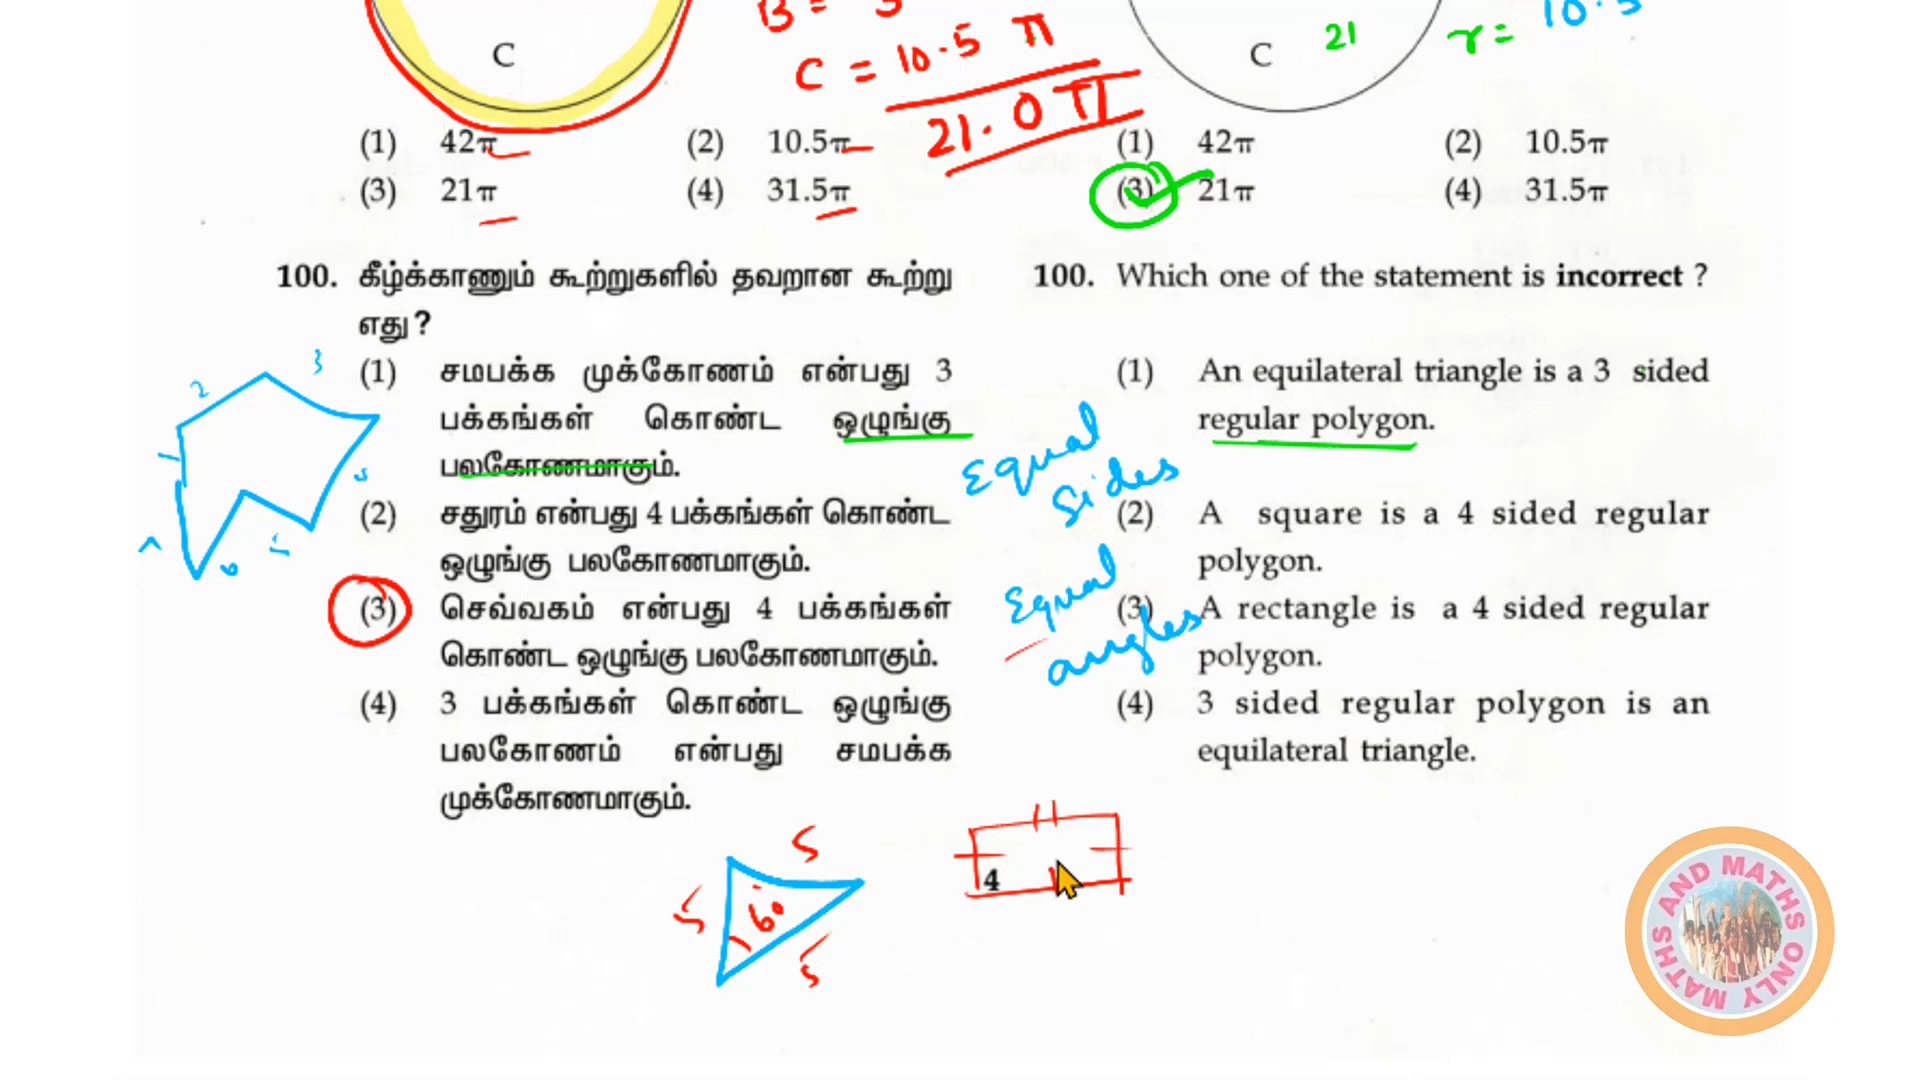 B = 3
C = 10.5 π
21.0 π
C
C
21
r = 10.5
(1) 42π (2) 10.5π
(3) 21π (4) 31.5π
(1) 42π (2) 10.5π
(3) 21π (4) 31.5π
100. கீழ்க்காணும் கூற்றுகளில் தவறான கூற்று
எது ?
(1) சமபக்க முக்கோணம் என்பது 3
பக்கங்கள் கொண்ட ஒழுங்கு
பலகோணமாகும்.
(2) சதுரம் என்பது 4 பக்கங்கள் கொண்ட
ஒழுங்கு பலகோணமாகும்.
(3) செவ்வகம் என்பது 4 பக்கங்கள்
கொண்ட ஒழுங்கு பலகோணமாகும்.
(4) 3 பக்கங்கள் கொண்ட ஒழுங்கு
பலகோணம் என்பது சமபக்க
முக்கோணமாகும்.
2
3
5
6
Equal
sides
Equal
angles
100. Which one of the statement is incorrect ?
(1) An equilateral triangle is a 3 sided
regular polygon.
(2) A square is a 4 sided regular
polygon.
(3) A rectangle is a 4 sided regular
polygon.
(4) 3 sided regular polygon is an
equilateral triangle.
5
5
60
5
4
MATHS AND MATHS ONLY